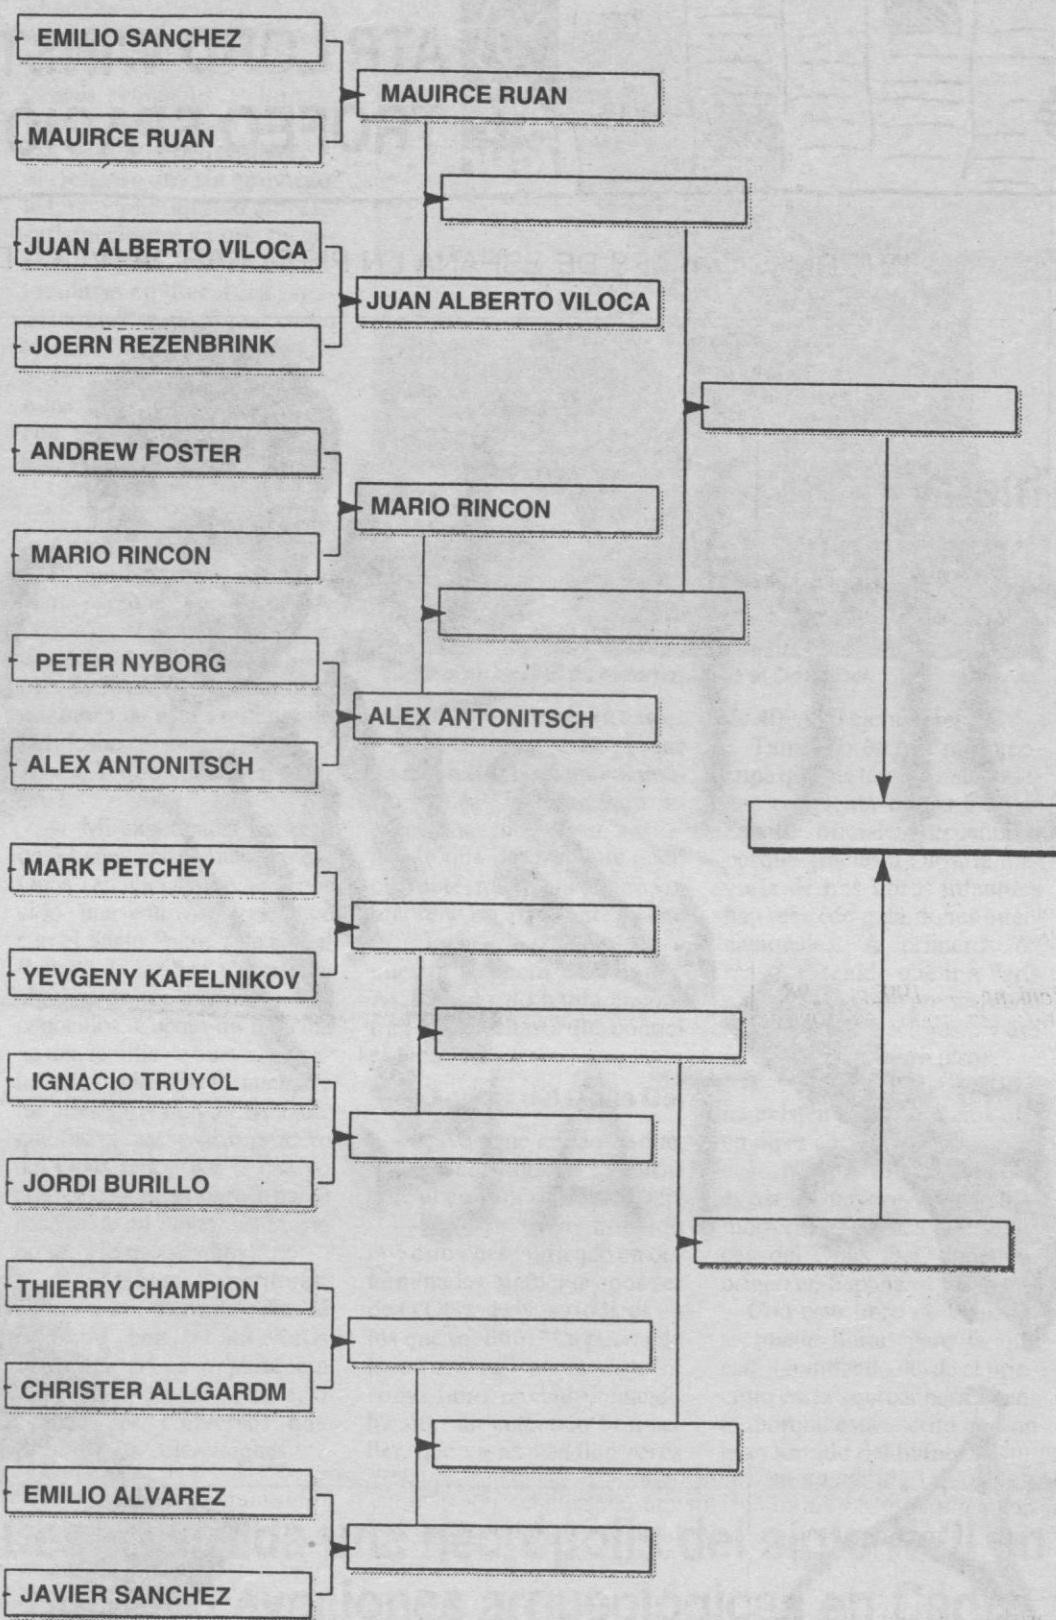 EMILIO SANCHEZ
MAUIRCE RUAN
MAUIRCE RUAN
JUAN ALBERTO VILOCA
JUAN ALBERTO VILOCA
JOERN REZENBRINK
ANDREW FOSTER
MARIO RINCON
MARIO RINCON
PETER NYBORG
ALEX ANTONITSCH
ALEX ANTONITSCH
MARK PETCHEY
YEVGENY KAFELNIKOV
IGNACIO TRUYOL
JORDI BURILLO
THIERRY CHAMPION
CHRISTER ALLGARDM
EMILIO ALVAREZ
JAVIER SANCHEZ